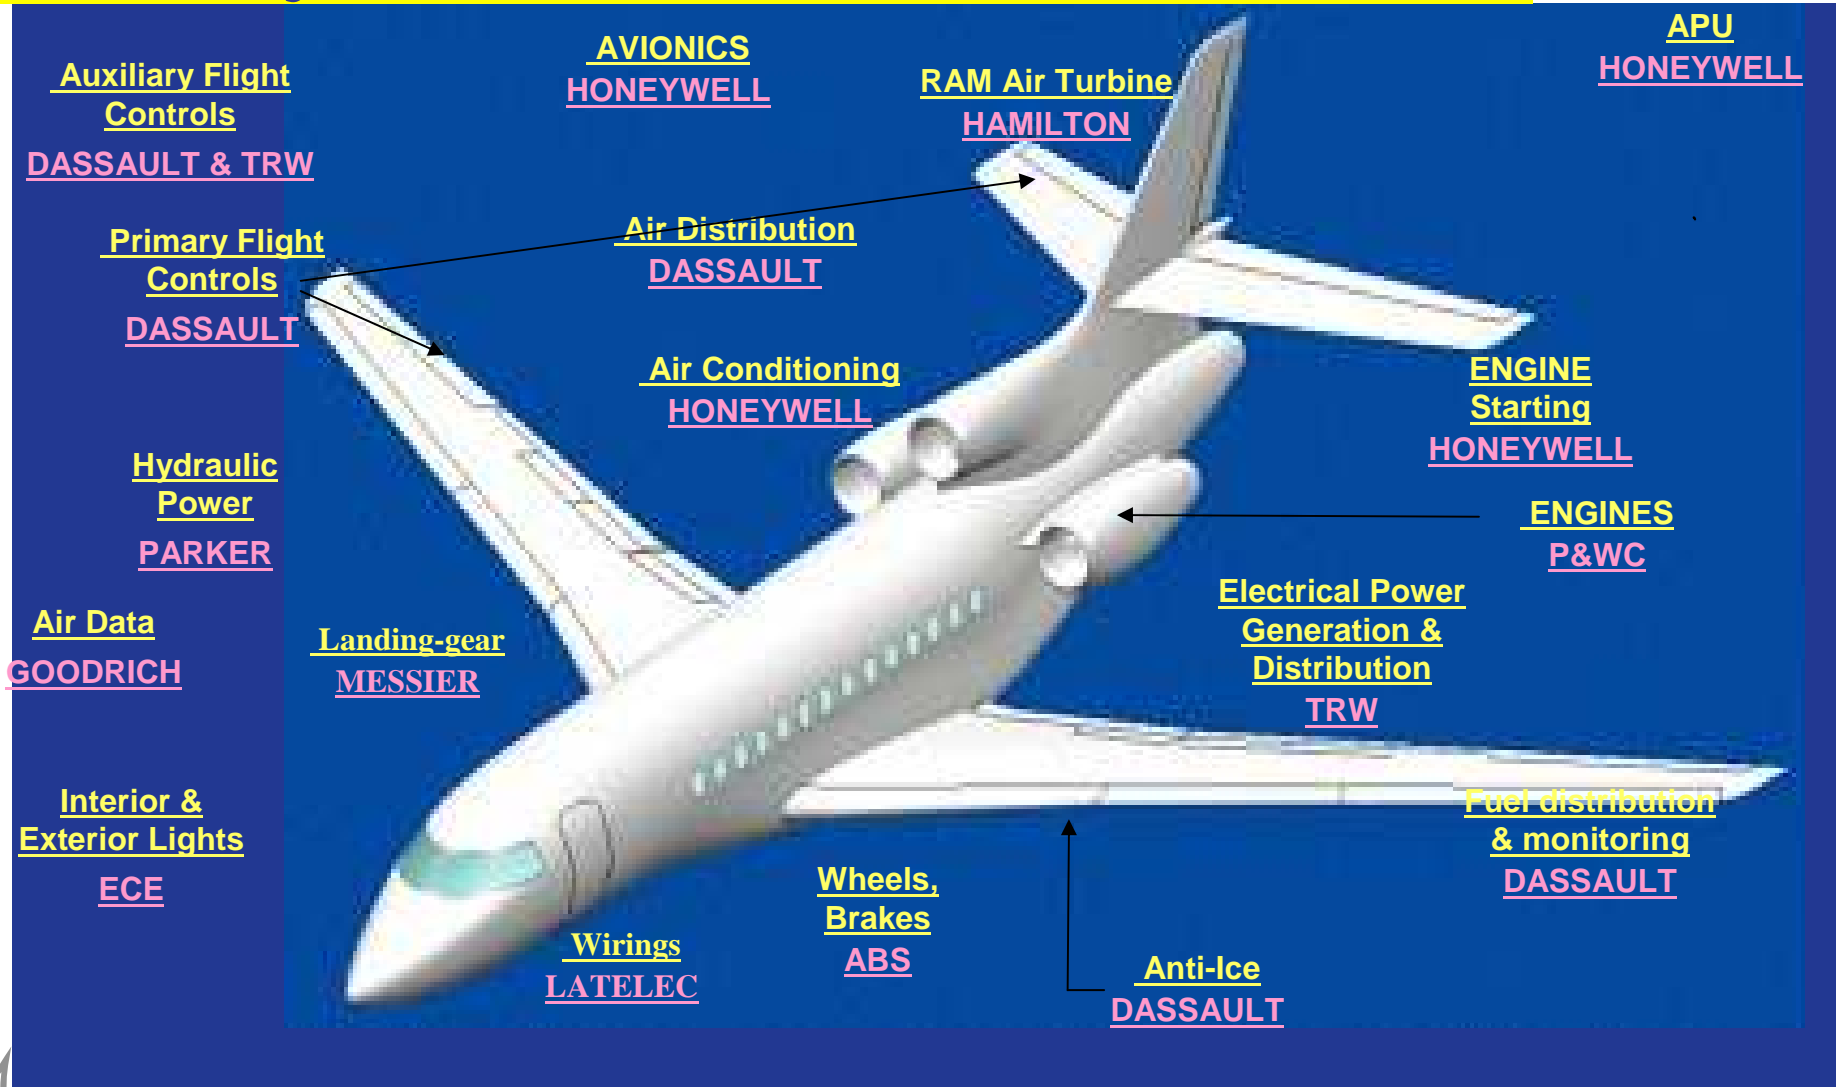 Auxiliary Flight
Controls
DASSAULT & TRW
AVIONICS
HONEYWELL
RAM Air Turbine
HAMILTON
APU
HONEYWELL
Primary Flight
Controls
DASSAULT
Air Distribution
DASSAULT
Air Conditioning
HONEYWELL
ENGINE
Starting
HONEYWELL
Hydraulic
Power
PARKER
ENGINES
P&WC
Air Data
GOODRICH
Landing-gear
MESSIER
Electrical Power
Generation &
Distribution
TRW
Interior &
Exterior Lights
ECE
Fuel distribution
& monitoring
DASSAULT
Wheels,
Brakes
ABS
Wirings
LATELEC
Anti-Ice
DASSAULT